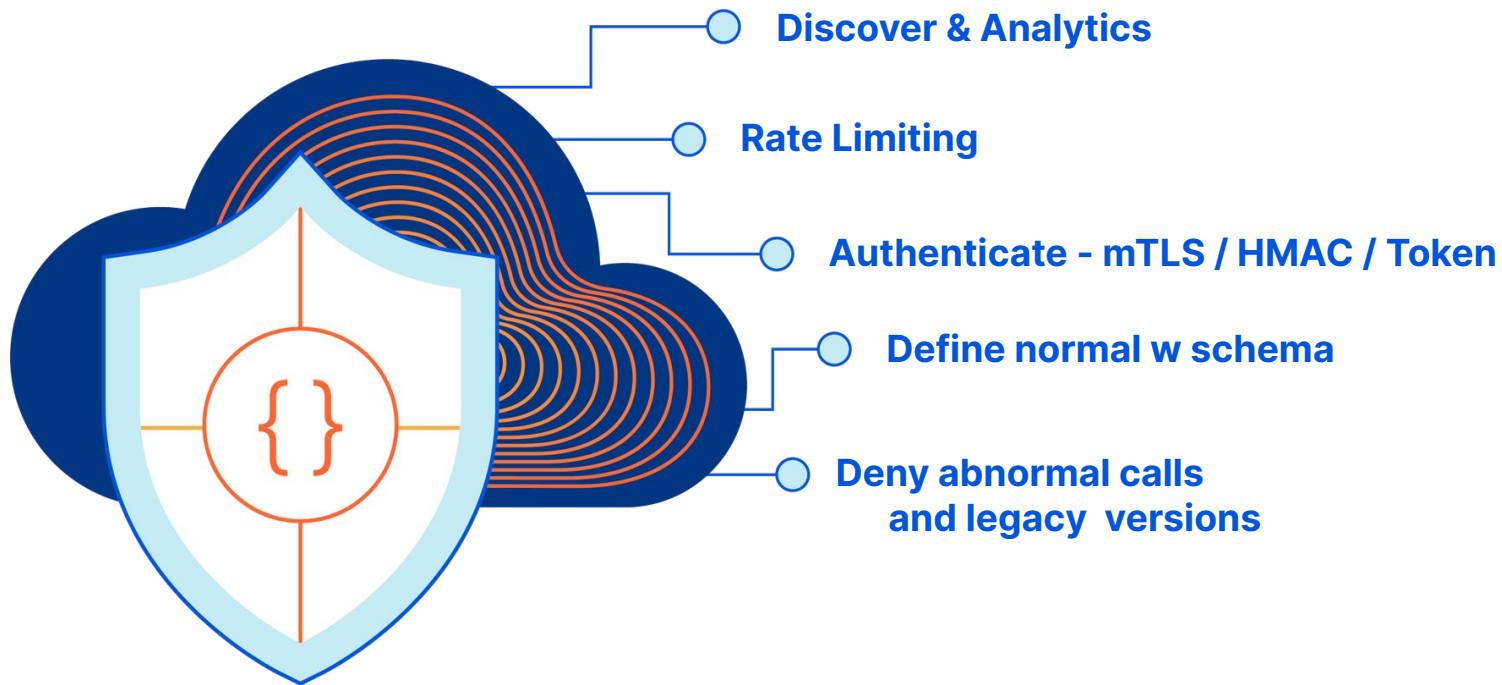 Discover & Analytics
Rate Limiting
Authenticate - mTLS / HMAC / Token
Define normal w schema
{ }
Deny abnormal calls
and legacy versions